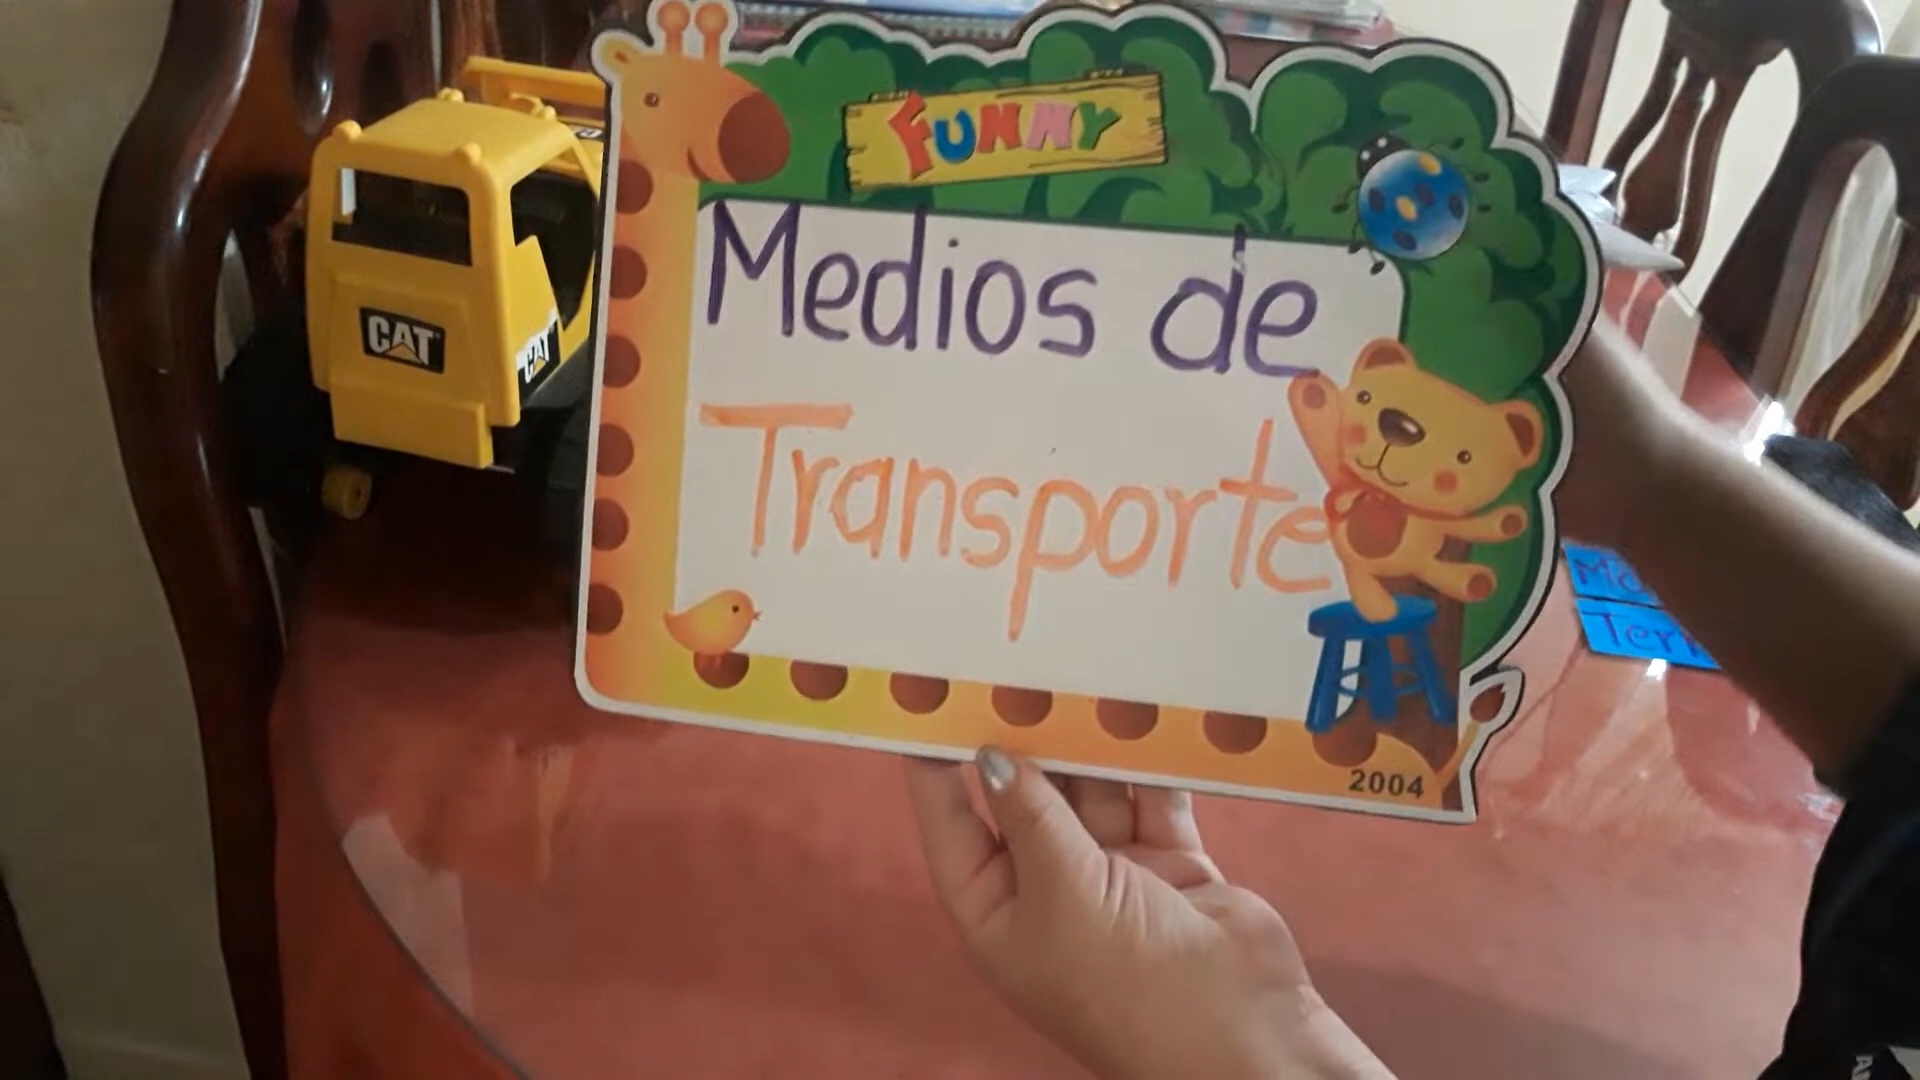 FUNNY
Medios de
Transporte
2004
CAT
CAT